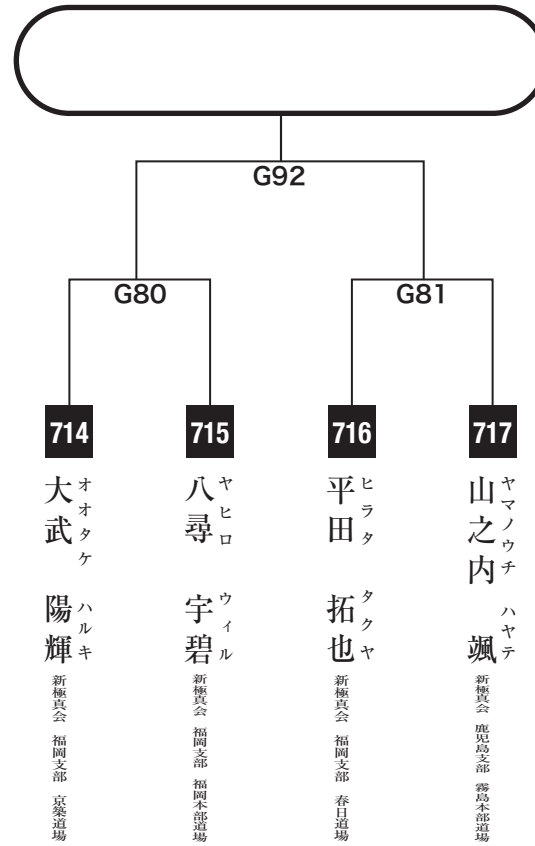 G92
G80
G81
714
715
716
717
大武 陽輝
オオタケ ハルキ
新極真会 福岡支部 京築道場
八尋 宇碧
ヤヒロ ウィル
新極真会 福岡支部 福岡本部道場
平田 拓也
ヒラタ タクヤ
新極真会 福岡支部 春日道場
山之内 颯
ヤマノウチ ハヤテ
新極真会 鹿児島支部 霧島本部道場